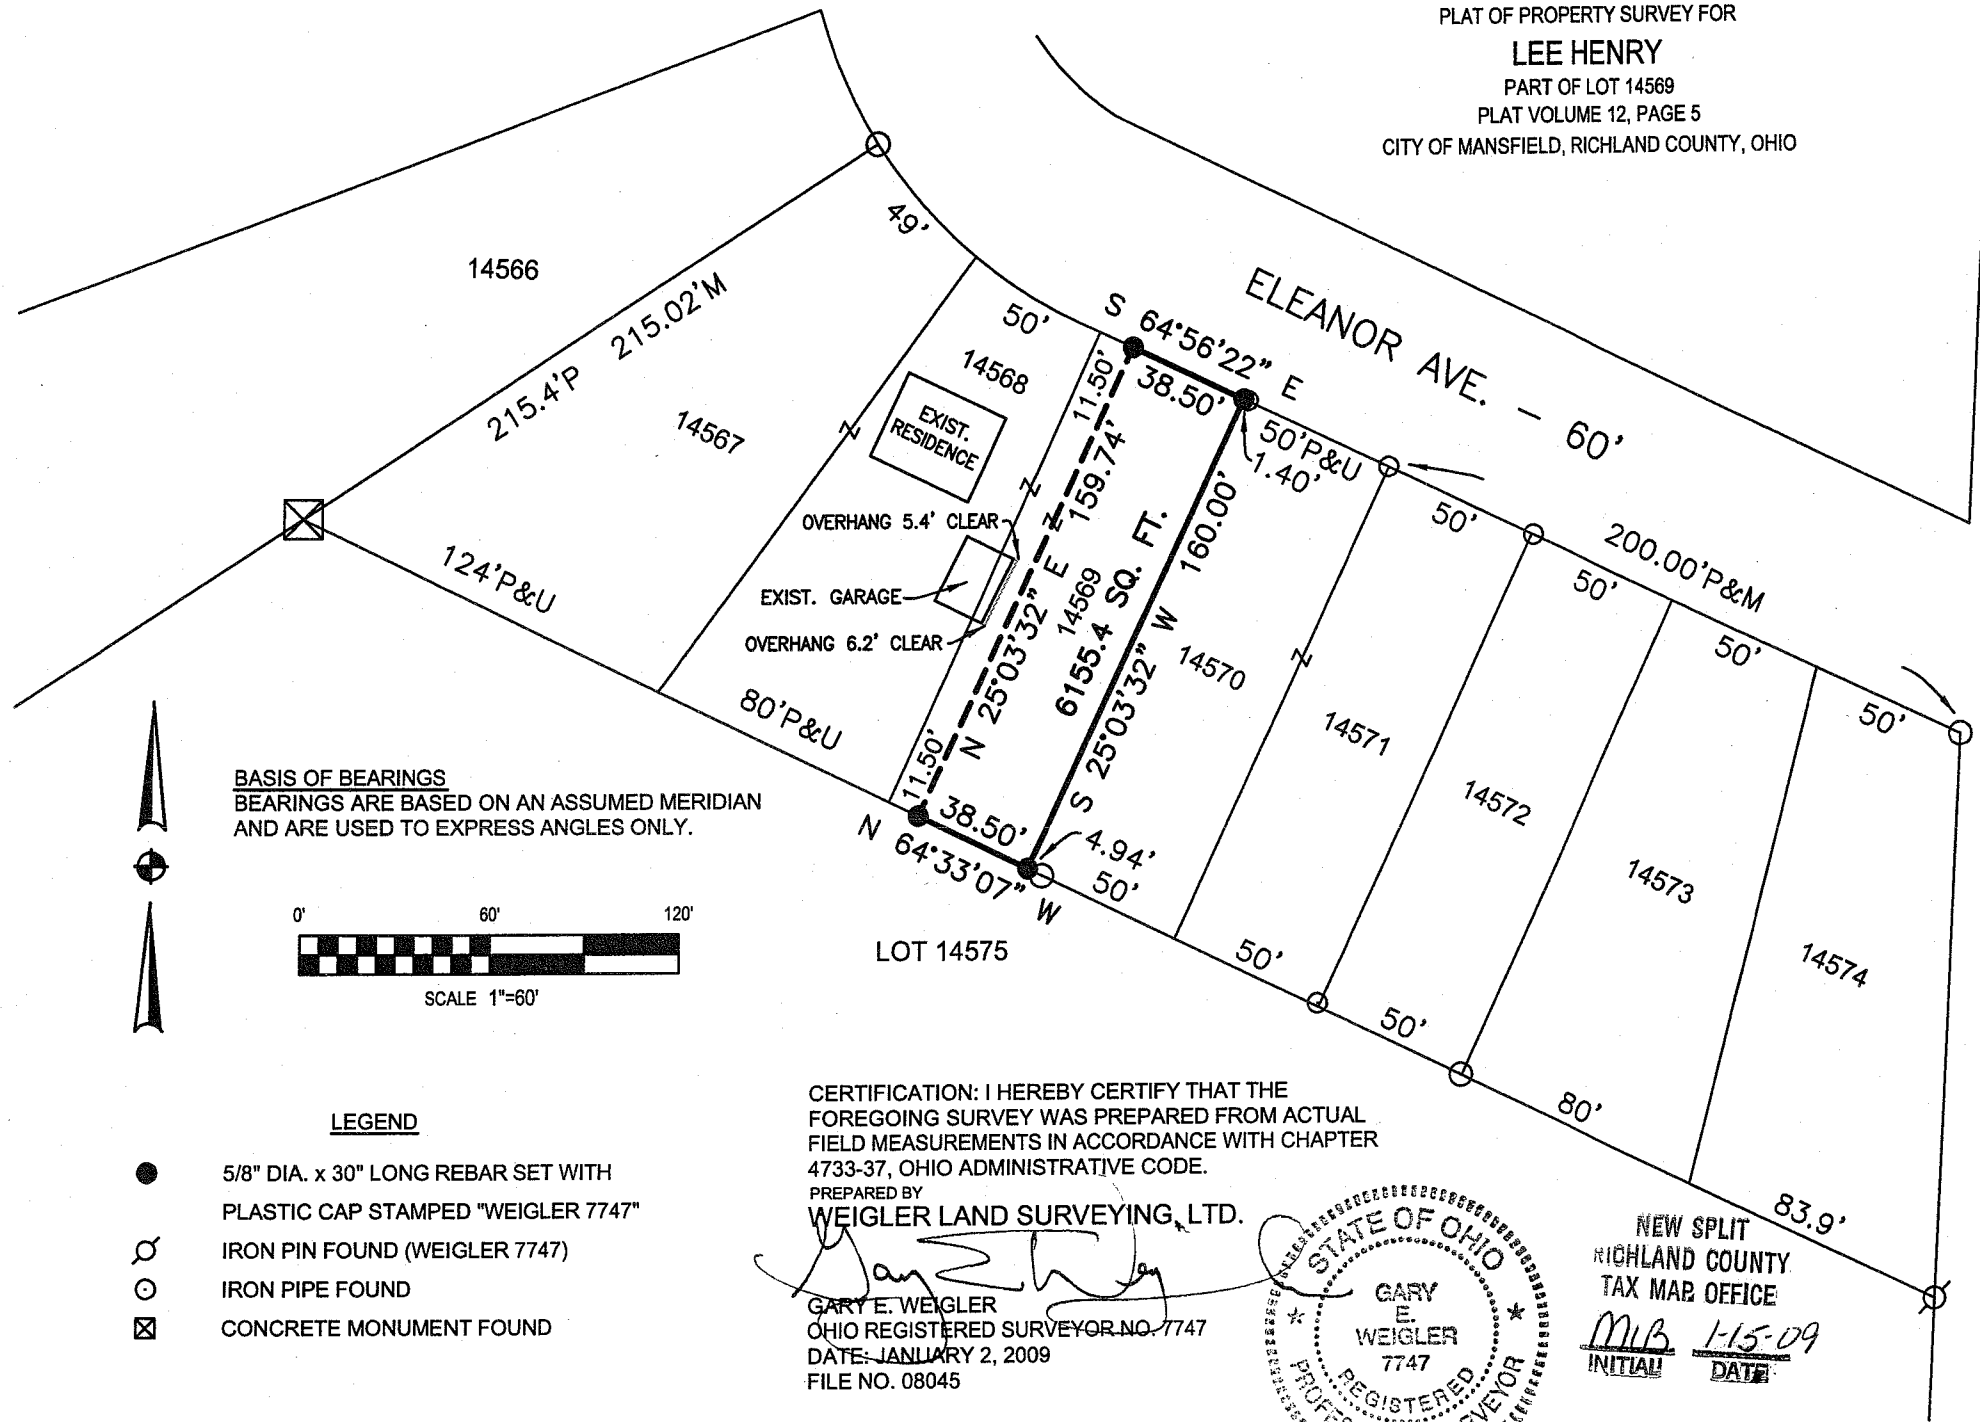 PLAT OF PROPERTY SURVEY FOR
LEE HENRY
PART OF LOT 14569
PLAT VOLUME 12, PAGE 5
CITY OF MANSFIELD, RICHLAND COUNTY, OHIO
14566
49'
215.4'P 215.02'M
14567
50'
14568
EXIST.
RESIDENCE
ELEANOR AVE. - 60'
S 64°56'22" E
38.50'
11.50'
50'P&U
1.40'
50'
200.00'P&M
50'
50'
50'
OVERHANG 5.4' CLEAR
EXIST. GARAGE
OVERHANG 6.2' CLEAR
N 25°03'32" E 159.74'
14569
6155.4 SQ. FT.
S 25°03'32" W 160.00'
14570
14571
14572
14573
14574
124'P&U
80'P&U
11.50'
38.50'
N 64°33'07" W
4.94'
50'
50'
50'
80'
83.9'
LOT 14575
Z
Z
Z
Z
BASIS OF BEARINGS
BEARINGS ARE BASED ON AN ASSUMED MERIDIAN
AND ARE USED TO EXPRESS ANGLES ONLY.
0' 60' 120'
SCALE 1"=60'
LEGEND
5/8" DIA. x 30" LONG REBAR SET WITH
PLASTIC CAP STAMPED "WEIGLER 7747"
IRON PIN FOUND (WEIGLER 7747)
IRON PIPE FOUND
CONCRETE MONUMENT FOUND
CERTIFICATION: I HEREBY CERTIFY THAT THE
FOREGOING SURVEY WAS PREPARED FROM ACTUAL
FIELD MEASUREMENTS IN ACCORDANCE WITH CHAPTER
4733-37, OHIO ADMINISTRATIVE CODE.
PREPARED BY
WEIGLER LAND SURVEYING, LTD.
GARY E. WEIGLER
OHIO REGISTERED SURVEYOR NO. 7747
DATE: JANUARY 2, 2009
FILE NO. 08045
STATE OF OHIO
GARY
E.
WEIGLER
7747
REGISTERED
NEW SPLIT
RICHLAND COUNTY
TAX MAP OFFICE
MIB 1-15-09
INITIAL DATE